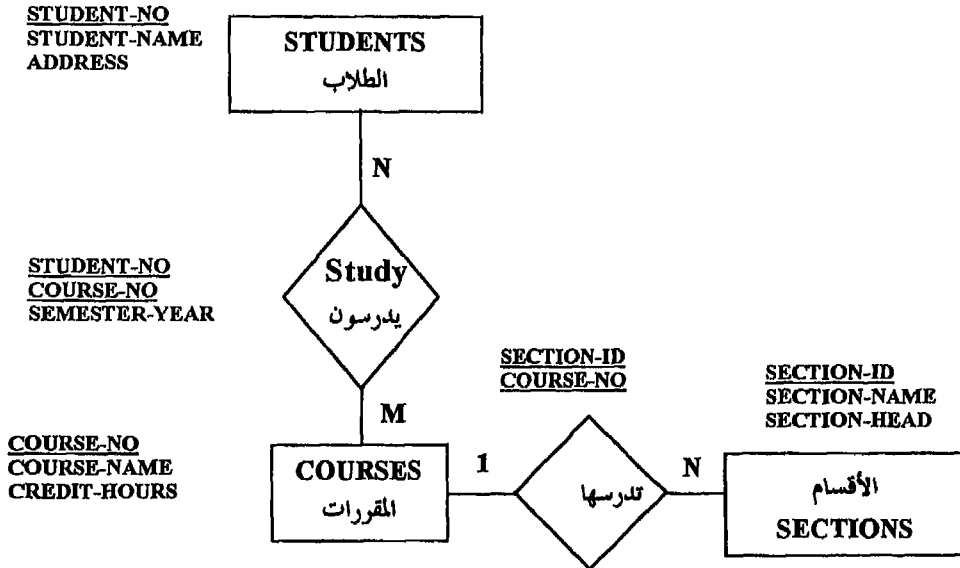 STUDENT-NO
STUDENT-NAME
ADDRESS
STUDENTS
الطلاب
N
STUDENT-NO
COURSE-NO
SEMESTER-YEAR
Study
يدرسون
M
SECTION-ID
COURSE-NO
SECTION-ID
SECTION-NAME
SECTION-HEAD
COURSE-NO
COURSE-NAME
CREDIT-HOURS
COURSES
المقررات
1
تدرسها
N
الأقسام
SECTIONS